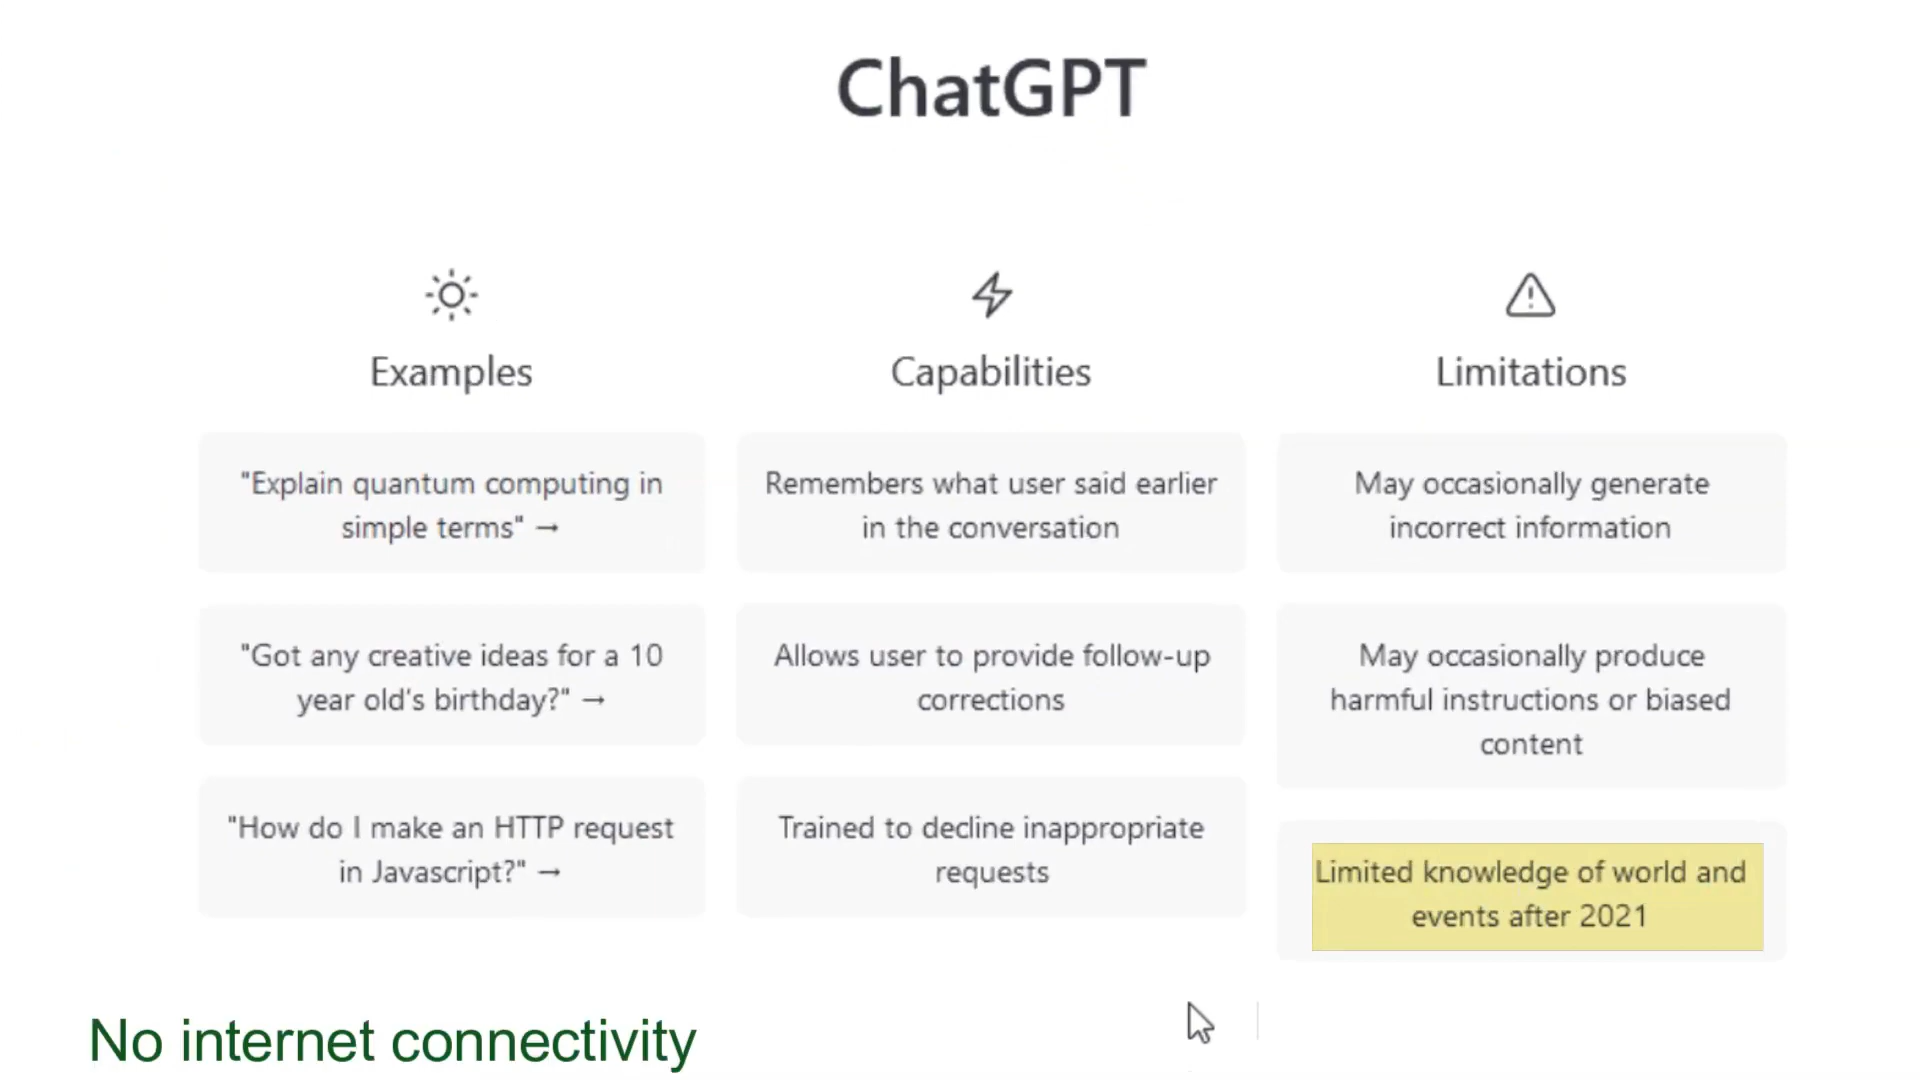 ChatGPT
Examples
"Explain quantum computing in
simple terms" →
"Got any creative ideas for a 10
year old's birthday?" →
"How do I make an HTTP request
in Javascript?" →
Capabilities
Remembers what user said earlier
in the conversation
Allows user to provide follow-up
corrections
Trained to decline inappropriate
requests
Limitations
May occasionally generate
incorrect information
May occasionally produce
harmful instructions or biased
content
Limited knowledge of world and
events after 2021
No internet connectivity